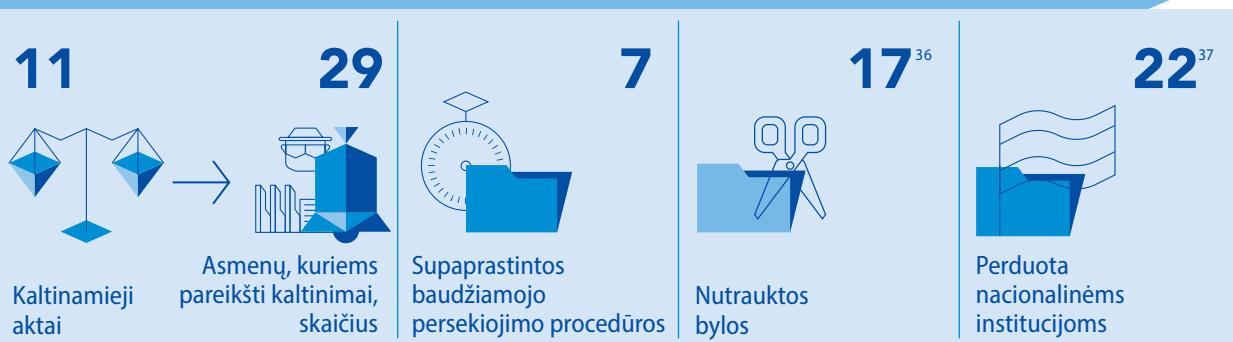 11
Kaltinamieji
aktai
29
Asmenų, kuriems
pareikšti kaltinimai,
skaičius
7
Supaprastintos
baudžiamojo
persekiojimo procedūros
17 36
Nutrauktos
bylos
22 37
Perduota
nacionalinėms
institucijoms